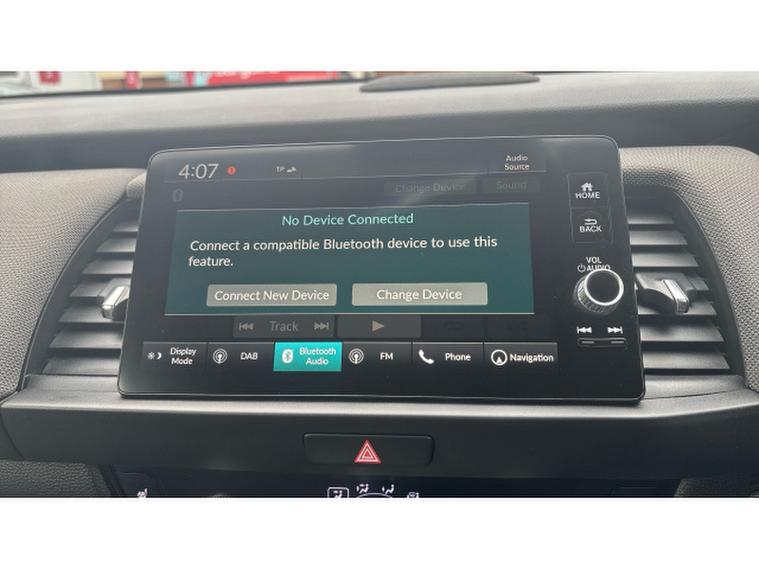 4:07
TP
Audio
Source
Change Device
Sound
HOME
No Device Connected
BACK
Connect a compatible Bluetooth device to use this
feature.
VOL
AUDIO
Connect New Device
Change Device
Track
Display
Mode
DAB
Bluetooth
Audio
FM
Phone
Navigation